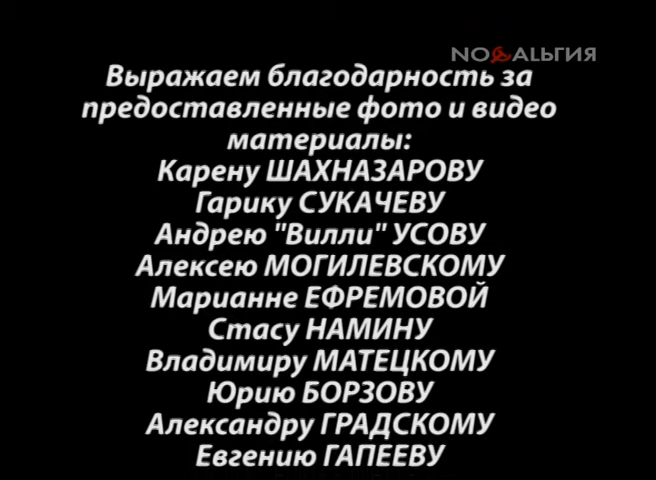 NOSTALЬГИЯ
Выражаем благодарность за
предоставленные фото и видео
материалы:
Карену ШАХНАЗАРОВУ
Гарику СУКАЧЕВУ
Андрею "Вилли" УСОВУ
Алексею МОГИЛЕВСКОМУ
Марианне ЕФРЕМОВОЙ
Стасу НАМИНУ
Владимиру МАТЕЦКОМУ
Юрию БОРЗОВУ
Александру ГРАДСКОМУ
Евгению ГАПЕЕВУ